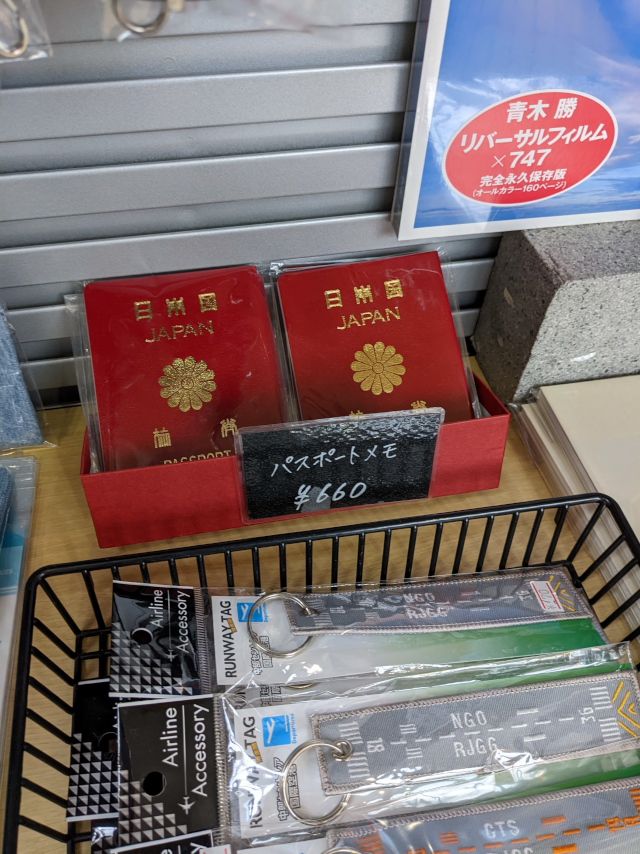 青木 勝
リバーサルフィルム
×747
完全永久保存版
(オールカラー160ページ)
日本国
JAPAN
旅券
PASSPORT
日本国
JAPAN
旅券
パスポートメモ
¥660
Airline
Accessory
RUNWAY TAG
NGO
RJGG
Airline
Accessory
RUNWAY TAG
18
NGO
RJGG
36
CTS